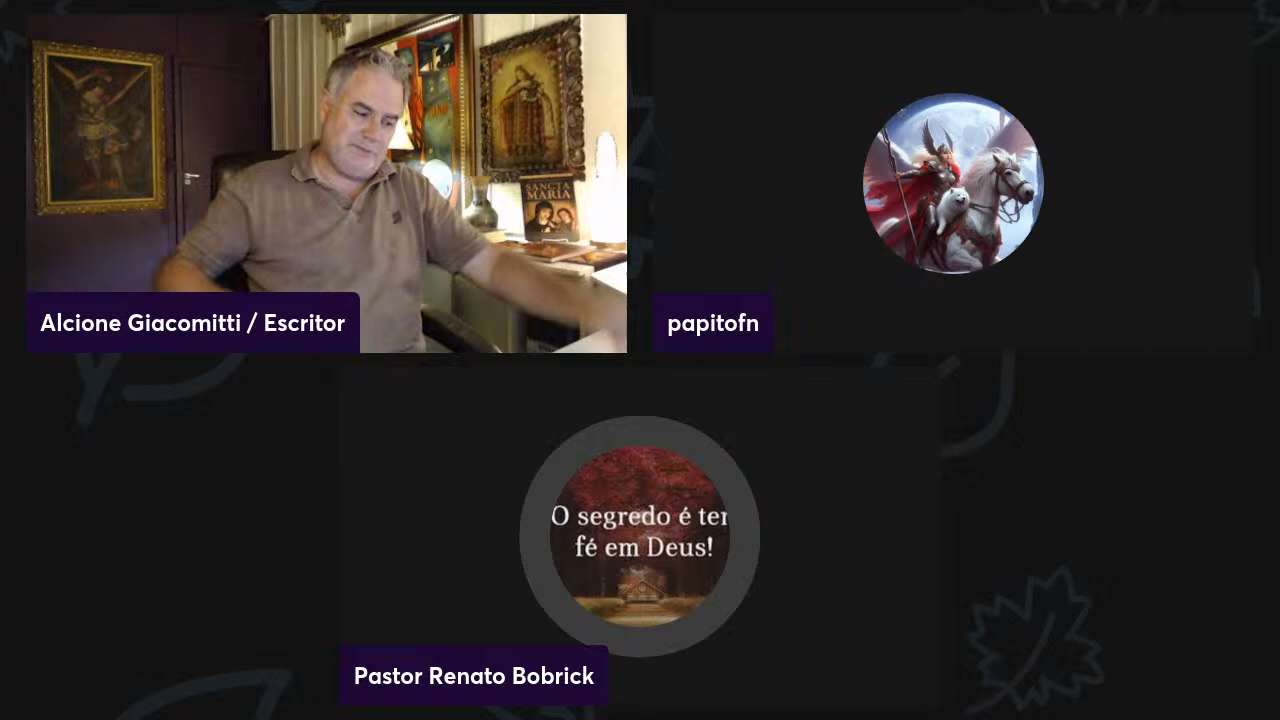 SANCTA
MARIA
Alcione Giacomitti / Escritor
papitofn
O segredo é ter
fé em Deus!
Pastor Renato Bobrick